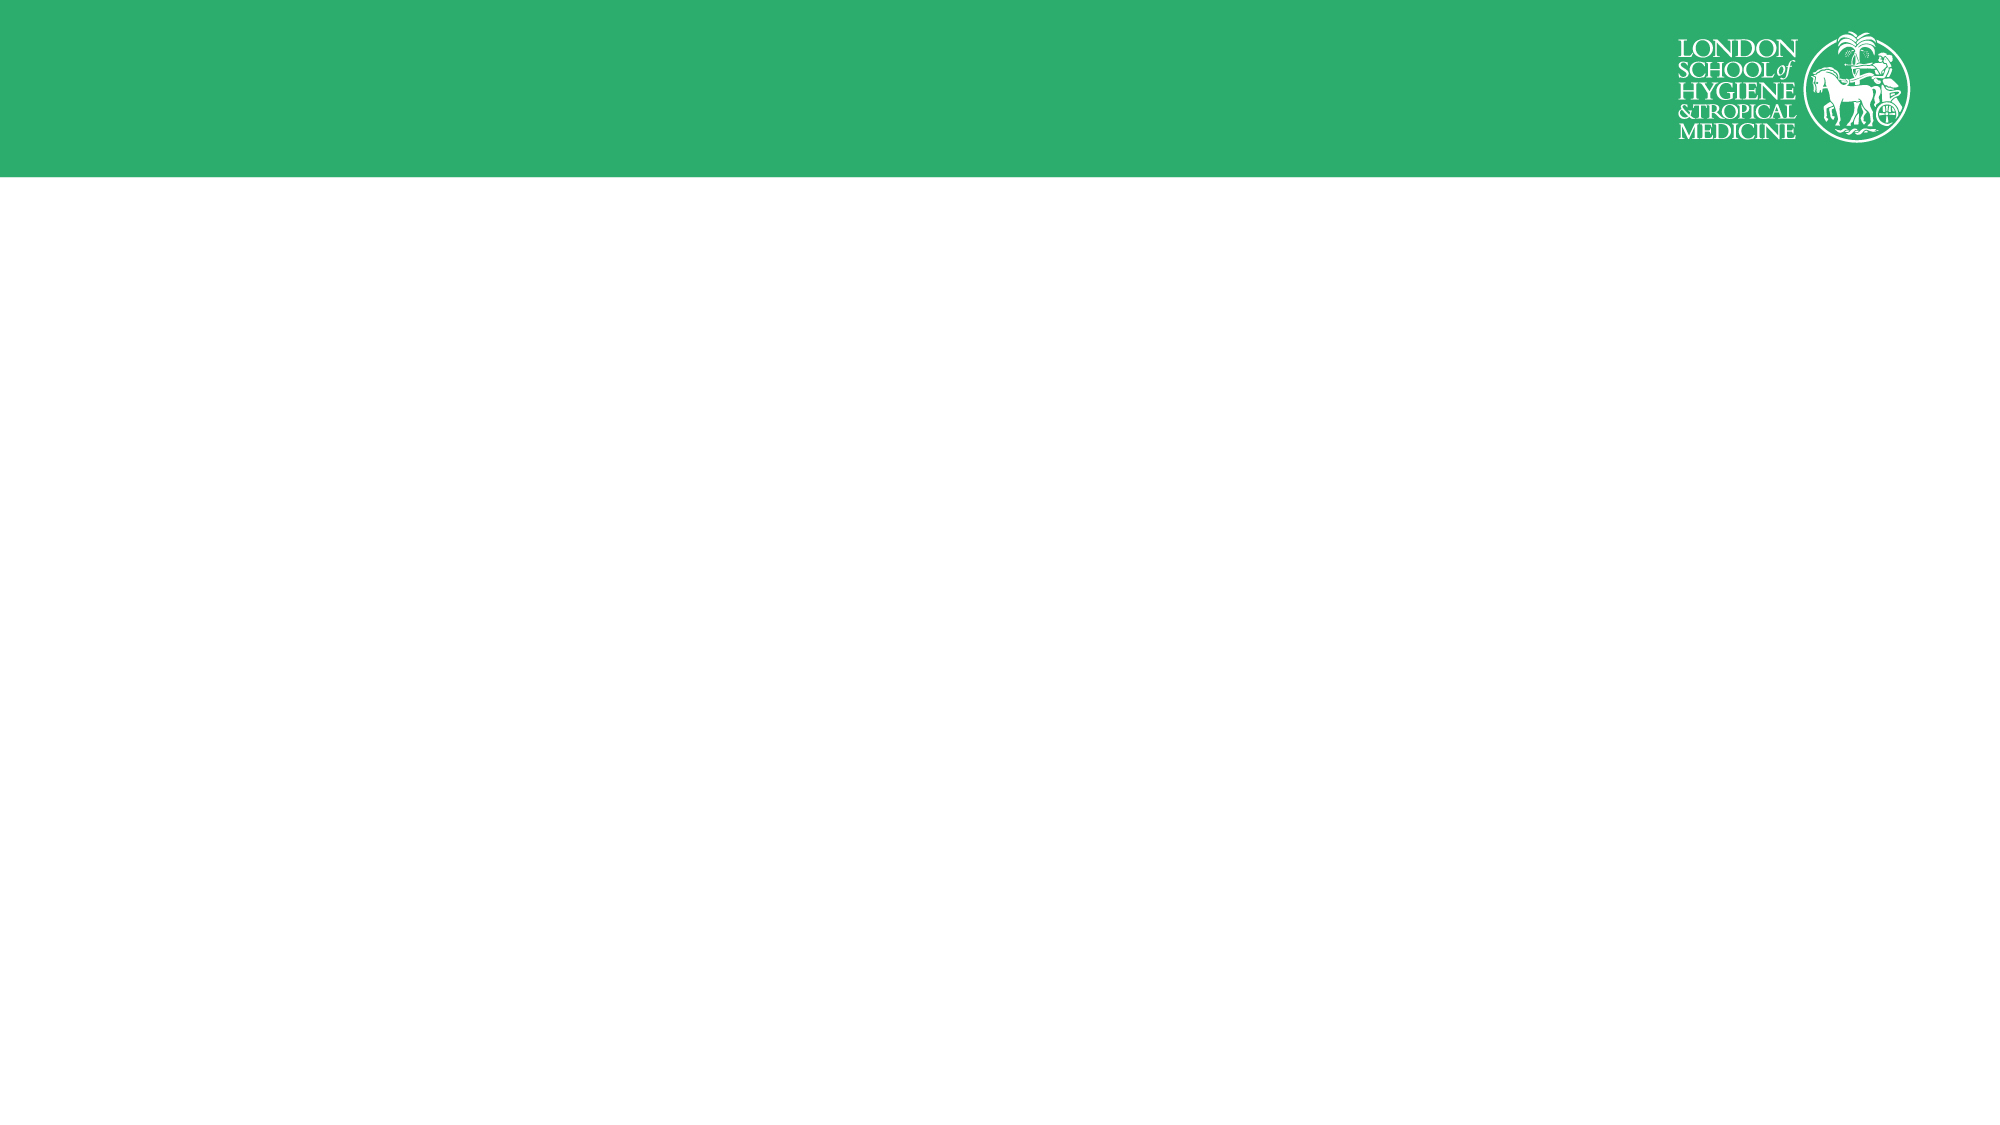 LONDON
SCHOOL of
HYGIENE
& TROPICAL
MEDICINE